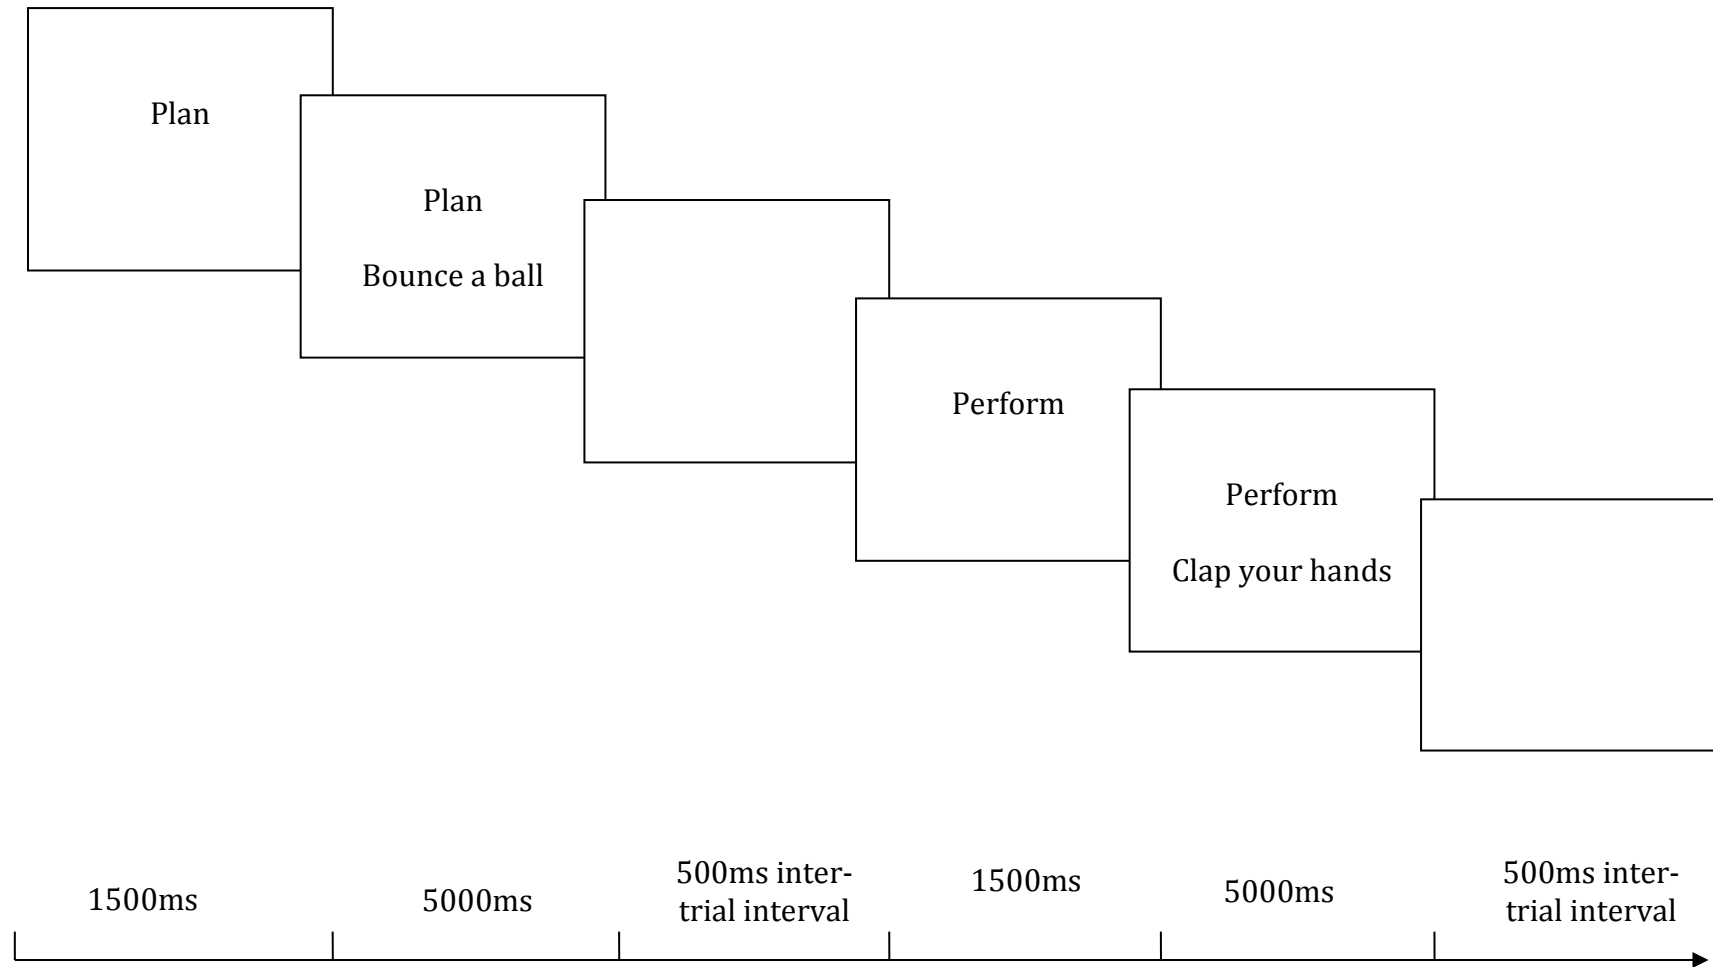 Plan
Plan
Bounce a ball
Perform
Perform
Clap your hands
1500ms
5000ms
500ms inter-
trial interval
1500ms
5000ms
500ms inter-
trial interval